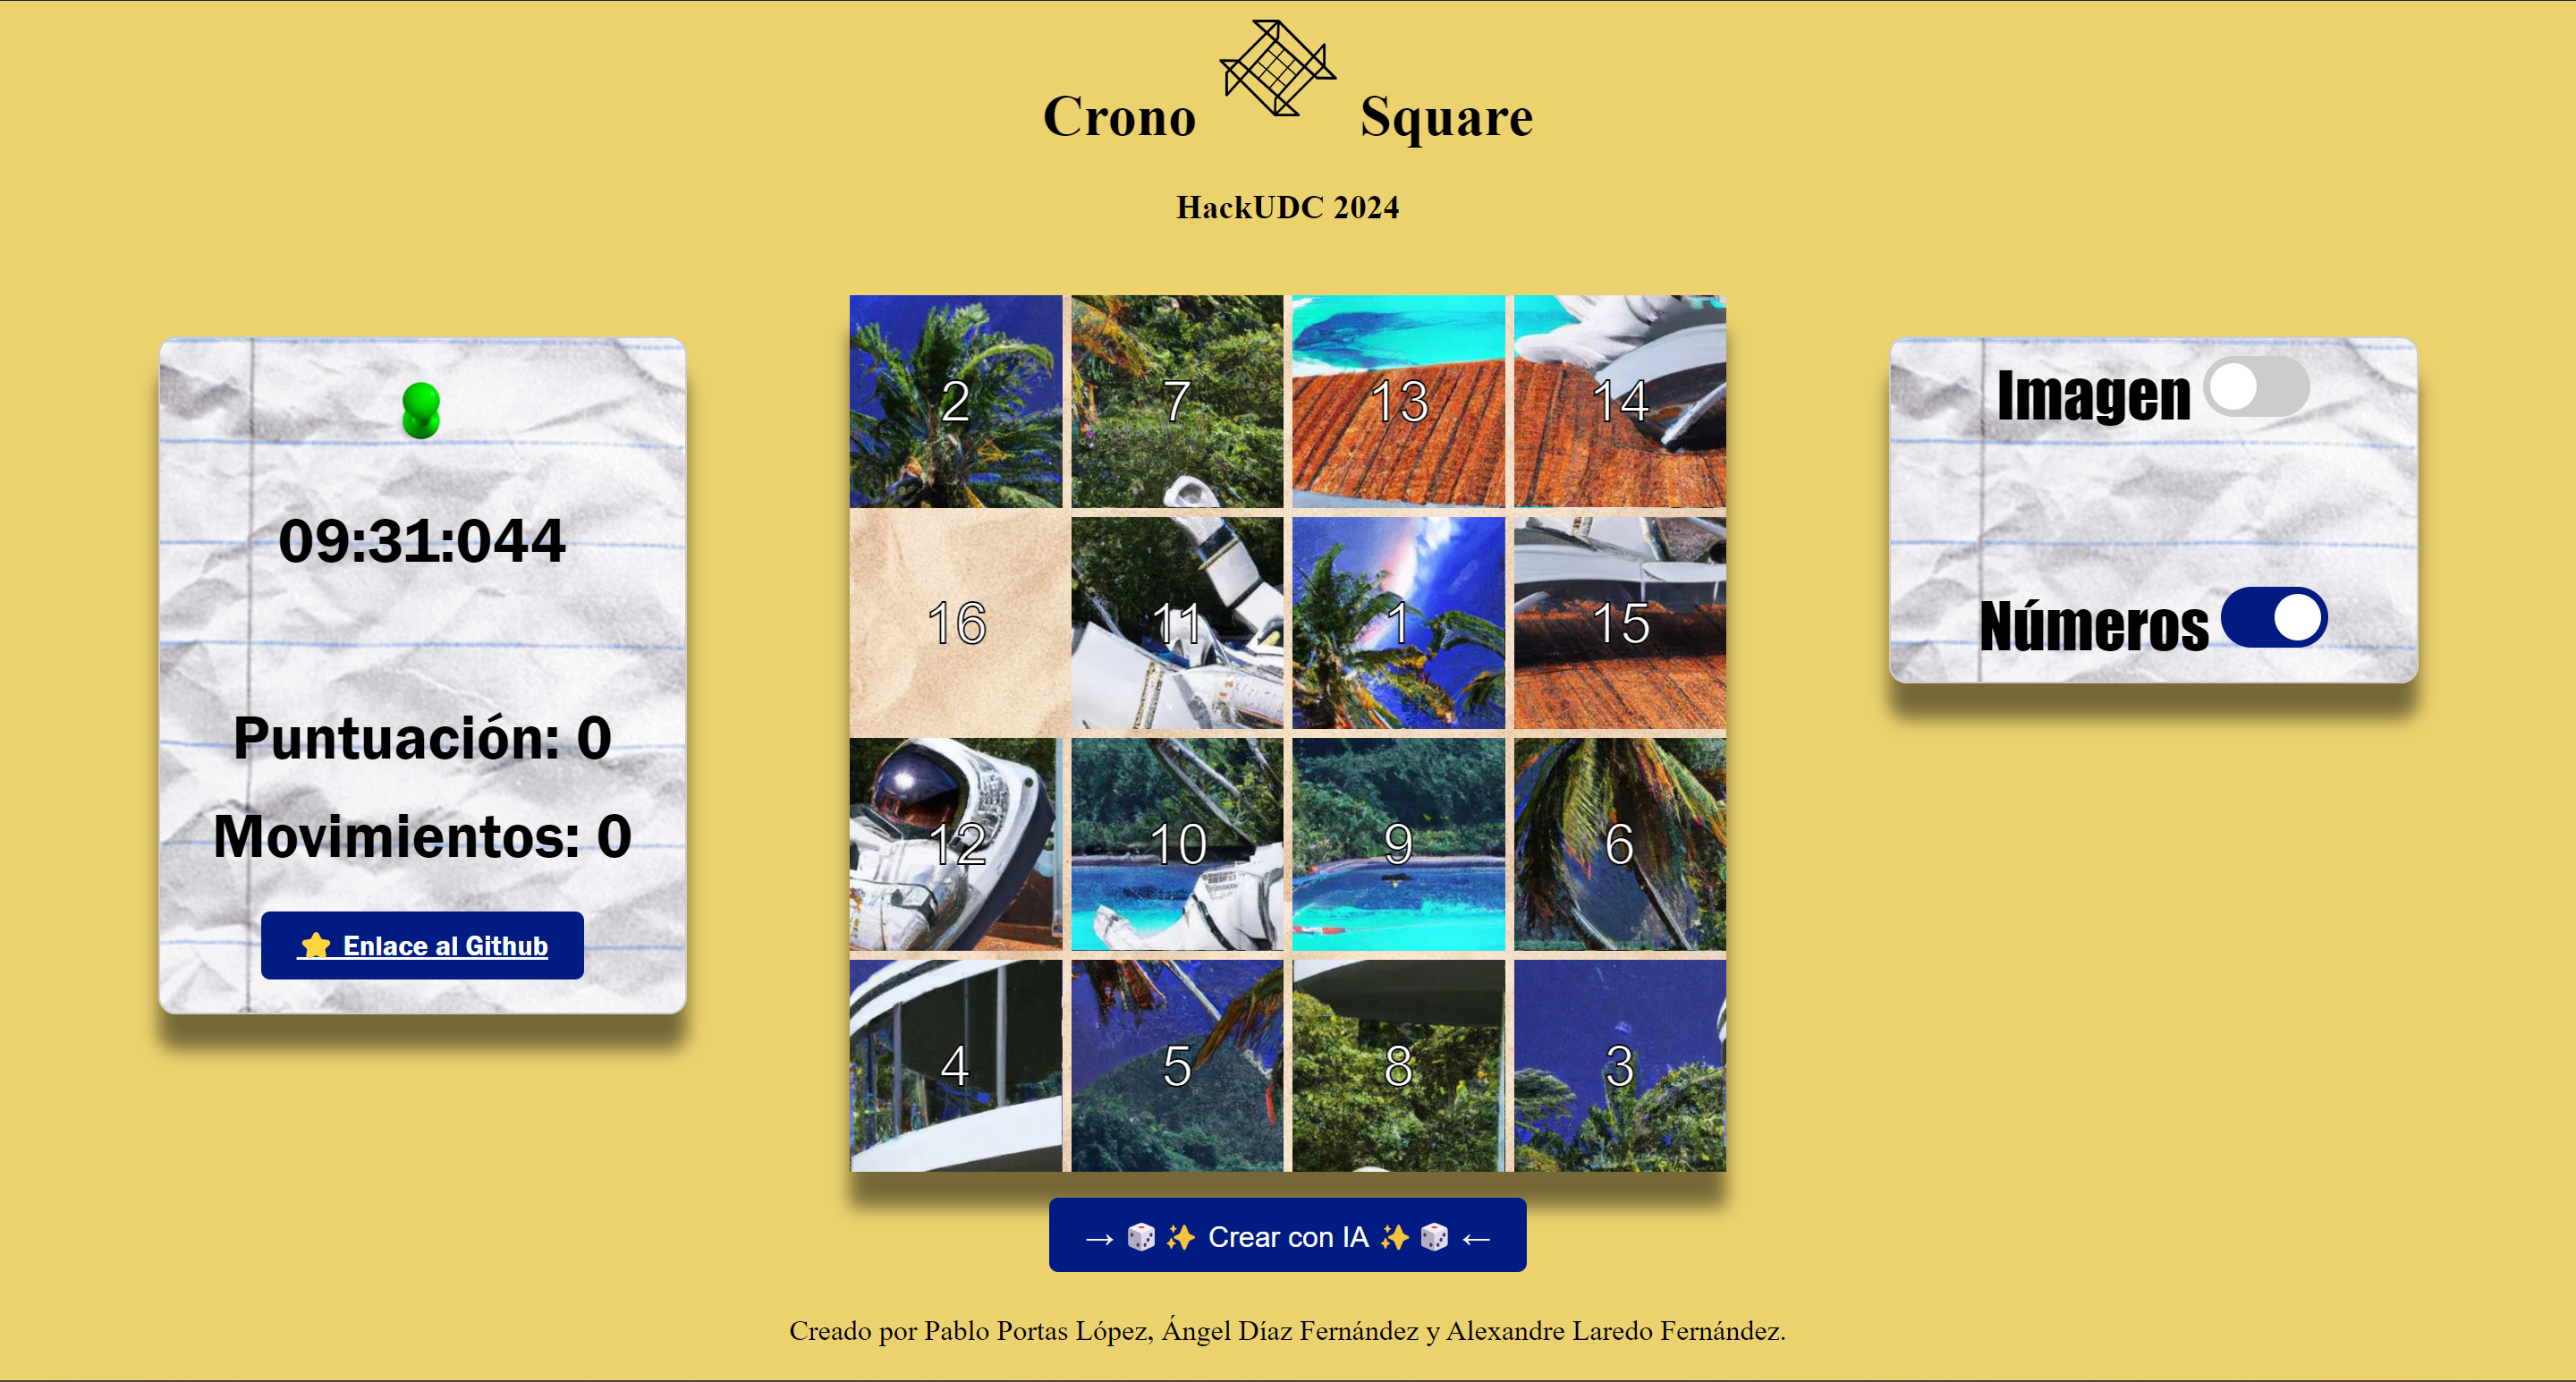 Crono Square
HackUDC 2024
09:31:044
Puntuación: 0
Movimientos: 0
⭐ Enlace al Github
2 7 13 14
16 11 1 15
12 10 9 6
4 5 8 3
Imagen
Números
→ 🎲 ✨ Crear con IA ✨ 🎲 ←
Creado por Pablo Portas López, Ángel Díaz Fernández y Alexandre Laredo Fernández.